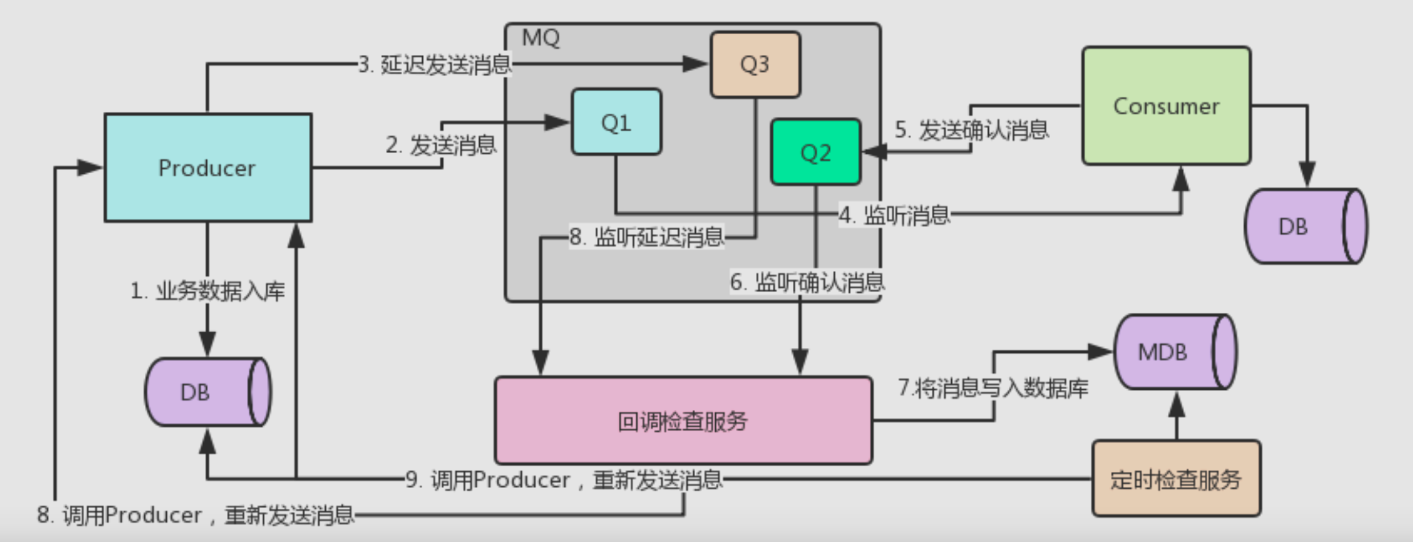 MQ
3. 延迟发送消息
Q3
Q1
Consumer
5. 发送确认消息
2. 发送消息
Q2
Producer
4. 监听消息
DB
8. 监听延迟消息
6. 监听确认消息
1. 业务数据入库
MDB
7.将消息写入数据库
DB
回调检查服务
9. 调用Producer，重新发送消息
定时检查服务
8. 调用Producer，重新发送消息